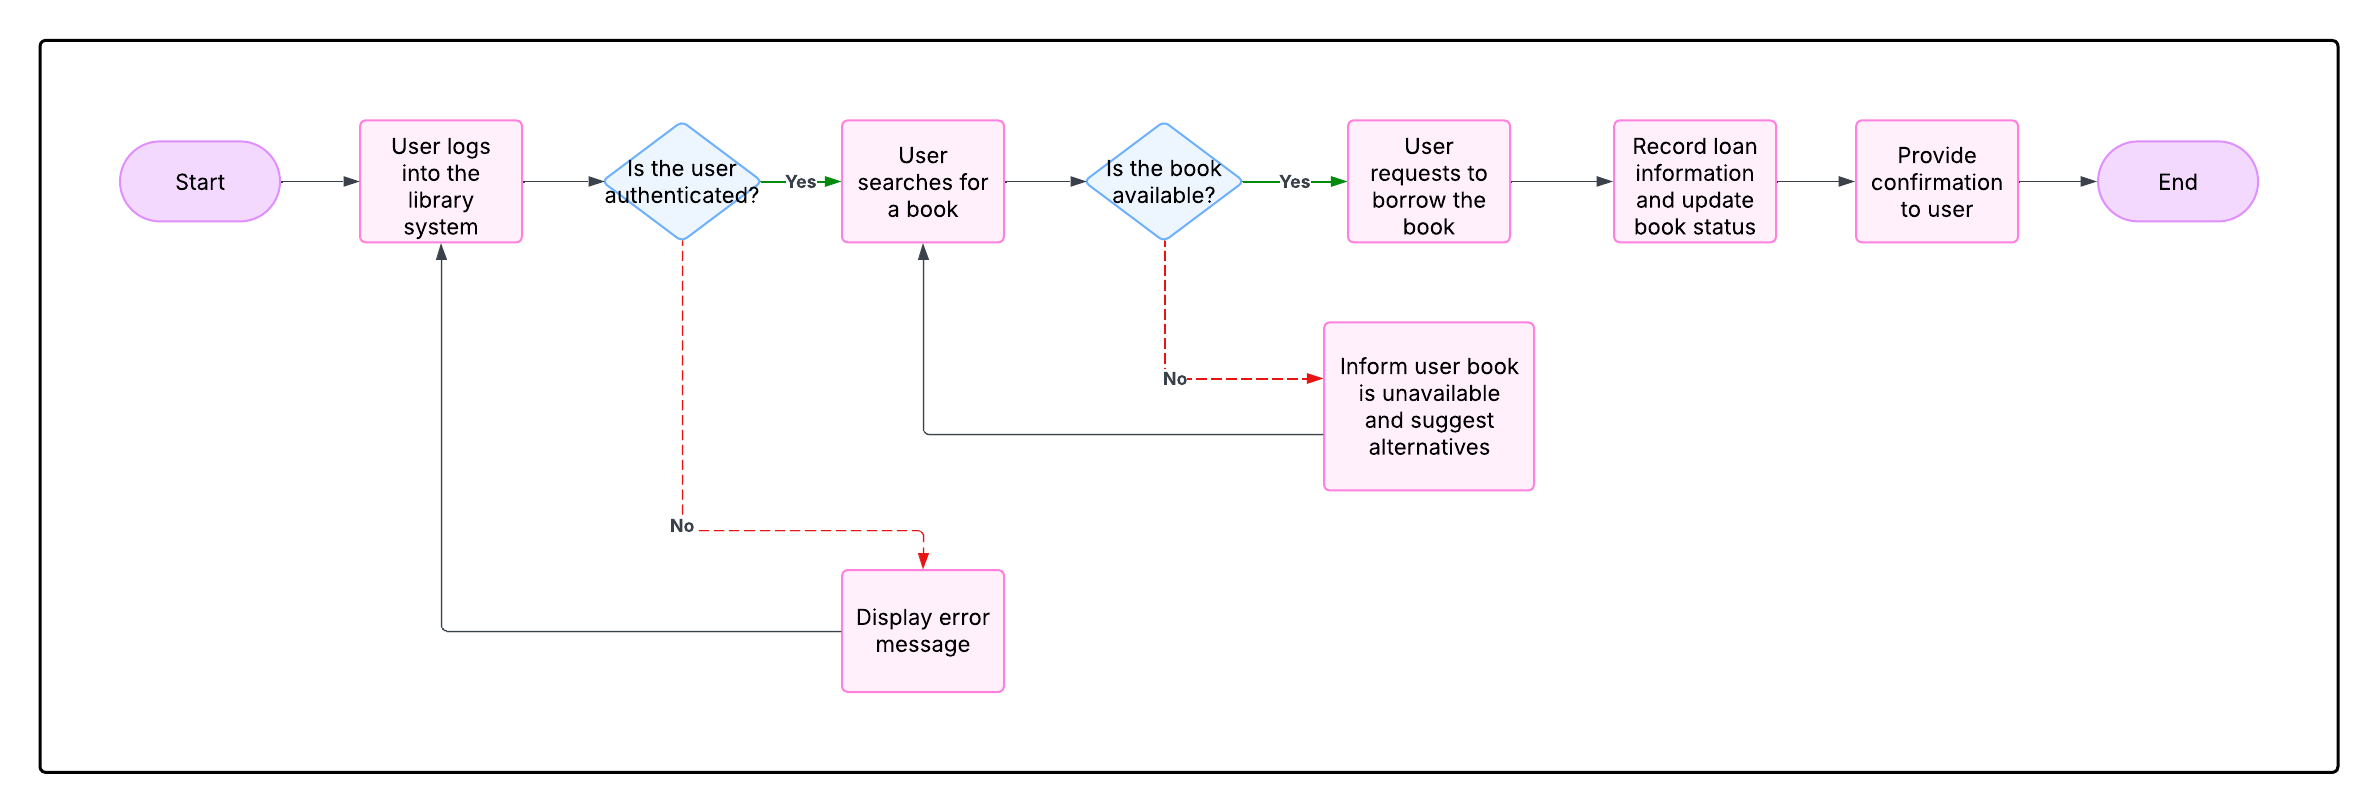 Start
User logs
into the
library
system
Is the user
authenticated?
Yes
User
searches for
a book
Is the book
available?
Yes
User
requests to
borrow the
book
Record loan
information
and update
book status
Provide
confirmation
to user
End
No
Inform user book
is unavailable
and suggest
alternatives
No
Display error
message